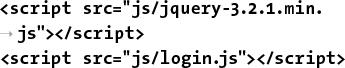 <script src="js/jquery-3.2.1.min.
→js"></script>
<script src="js/login.js"></script>